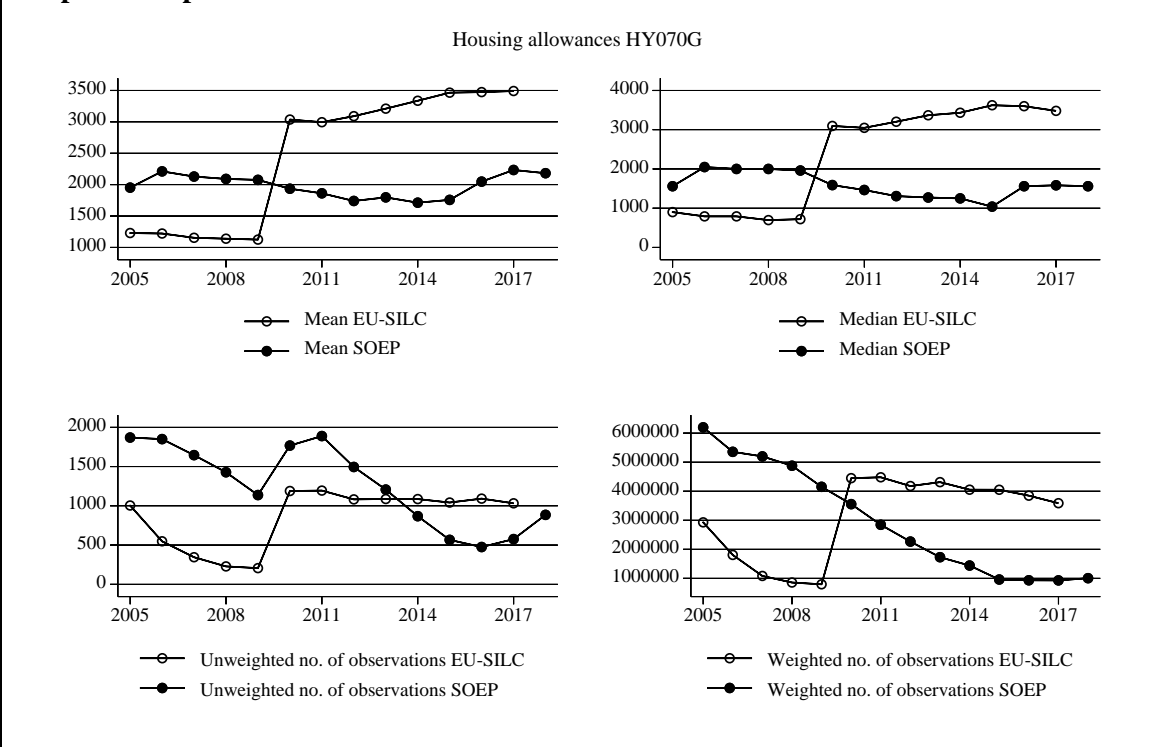 Housing allowances HY070G
3500
3000
2500
2000
1500
1000
2005 2008 2011 2014 2017
Mean EU-SILC
Mean SOEP
4000
3000
2000
1000
0
2005 2008 2011 2014 2017
Median EU-SILC
Median SOEP
2000
1500
1000
500
0
2005 2008 2011 2014 2017
Unweighted no. of observations EU-SILC
Unweighted no. of observations SOEP
6000000
5000000
4000000
3000000
2000000
1000000
2005 2008 2011 2014 2017
Weighted no. of observations EU-SILC
Weighted no. of observations SOEP